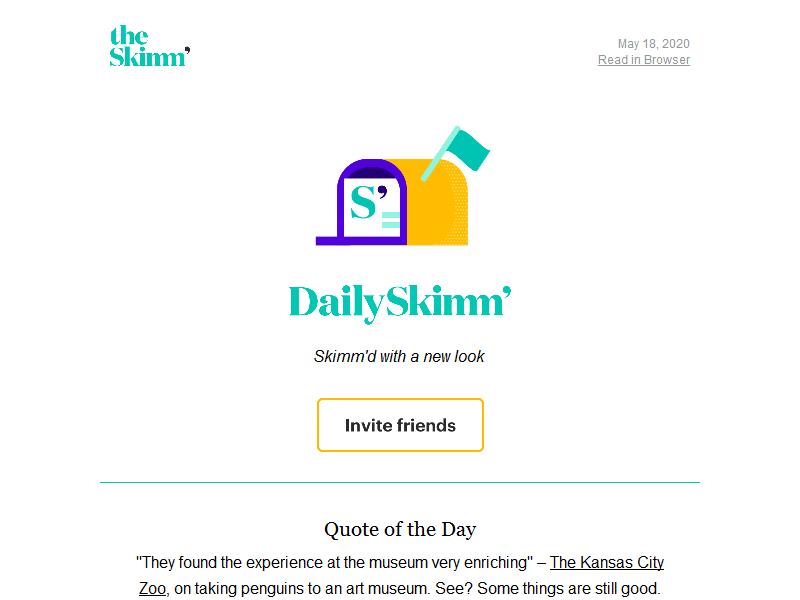 the
Skimm'
May 18, 2020
Read in Browser
S'
DailySkimm'
Skimm'd with a new look
Invite friends
Quote of the Day
"They found the experience at the museum very enriching" – The Kansas City
Zoo, on taking penguins to an art museum. See? Some things are still good.